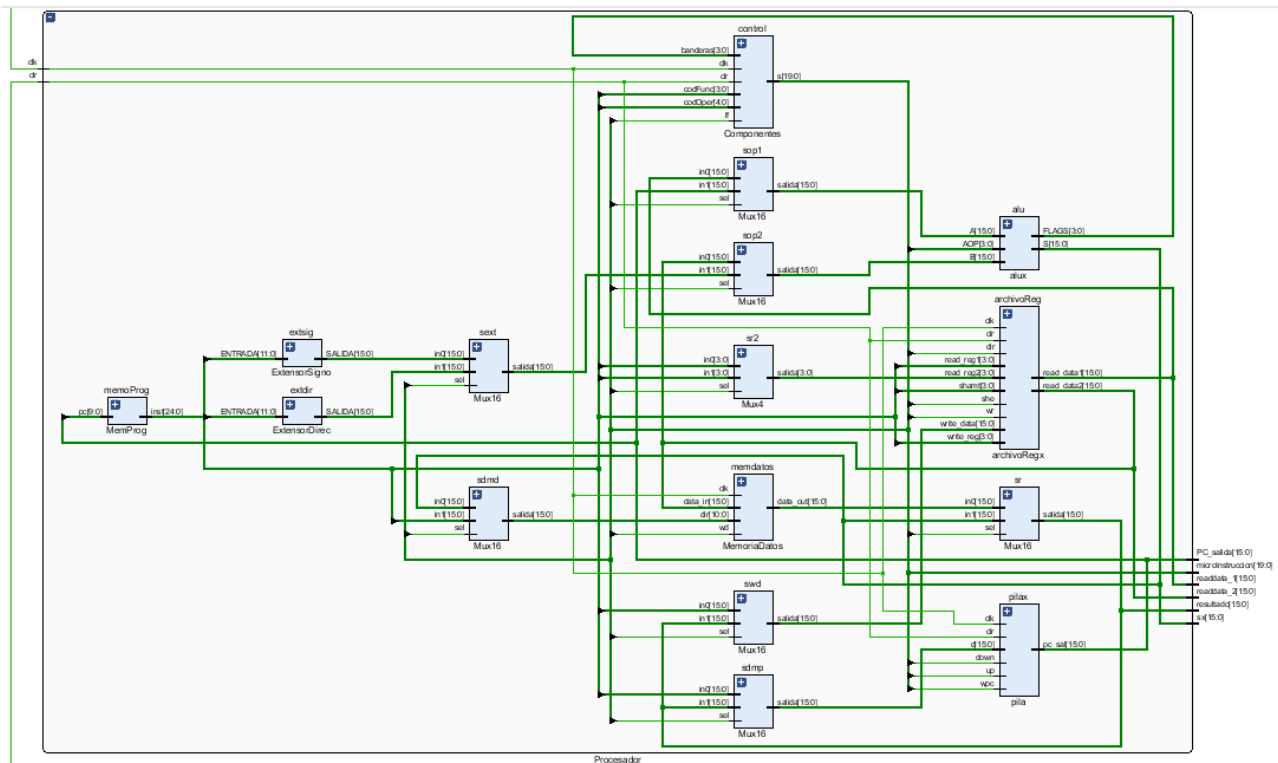 clk
clr
control
banderas[3:0]
clk
clr
codFunc[3:0]
codOper[4:0]
lf
s[19:0]
Componentes
sop1
in0[15:0]
in1[15:0]
sel
salida[15:0]
Mux16
sop2
in0[15:0]
in1[15:0]
sel
salida[15:0]
Mux16
alu
A[15:0]
AOP[3:0]
B[15:0]
FLAGS[3:0]
S[15:0]
alux
archivoReg
clk
clr
dir
read_reg1[3:0]
read_reg2[3:0]
shamt[3:0]
she
wr
write_data[15:0]
write_reg[3:0]
read_data1[15:0]
read_data2[15:0]
archivoRegx
extsig
ENTRADA[11:0]
SALIDA[15:0]
ExtensorSigno
sext
in0[15:0]
in1[15:0]
sel
salida[15:0]
Mux16
sr2
in0[3:0]
in1[3:0]
sel
salida[3:0]
Mux4
memoProg
pc[9:0]
inst[24:0]
MemProg
extdir
ENTRADA[11:0]
SALIDA[15:0]
ExtensorDirec
sdmd
in0[15:0]
in1[15:0]
sel
salida[15:0]
Mux16
memdatos
clk
data_in[15:0]
dir[10:0]
wd
data_out[15:0]
MemoriaDatos
sr
in0[15:0]
in1[15:0]
sel
salida[15:0]
Mux16
PC_salida[15:0]
microinstruccion[19:0]
readdata_1[15:0]
readdata_2[15:0]
resultado[15:0]
sx[15:0]
swd
in0[15:0]
in1[15:0]
sel
salida[15:0]
Mux16
pilax
clk
clr
d[15:0]
down
up
wpc
pc_sal[15:0]
pila
sdmp
in0[15:0]
in1[15:0]
sel
salida[15:0]
Mux16
Procesador